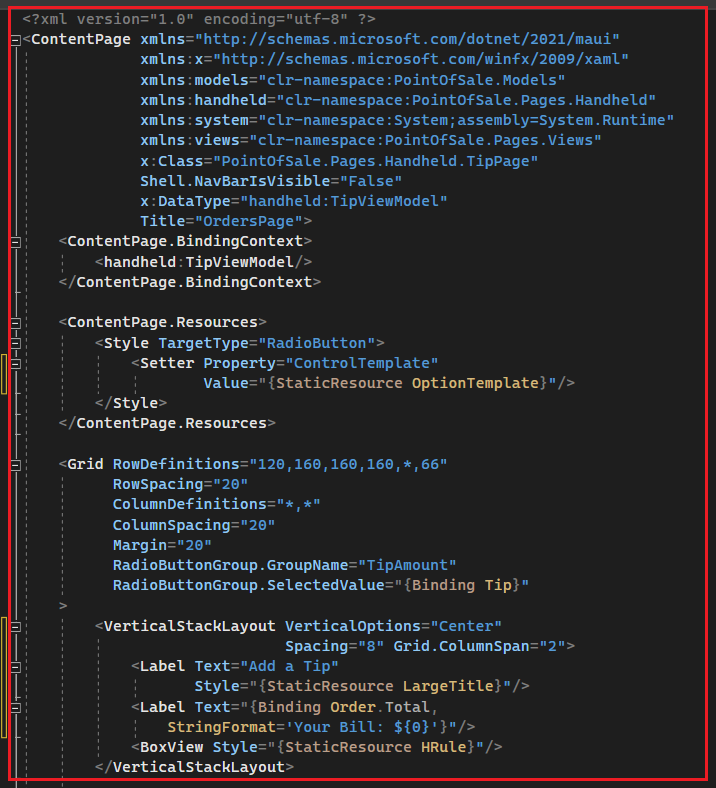 <?xml version="1.0" encoding="utf-8" ?>
<ContentPage xmlns="http://schemas.microsoft.com/dotnet/2021/maui"
             xmlns:x="http://schemas.microsoft.com/winfx/2009/xaml"
             xmlns:models="clr-namespace:PointOfSale.Models"
             xmlns:handheld="clr-namespace:PointOfSale.Pages.Handheld"
             xmlns:system="clr-namespace:System;assembly=System.Runtime"
             xmlns:views="clr-namespace:PointOfSale.Pages.Views"
             x:Class="PointOfSale.Pages.Handheld.TipPage"
             Shell.NavBarIsVisible="False"
             x:DataType="handheld:TipViewModel"
             Title="OrdersPage">
    <ContentPage.BindingContext>
        <handheld:TipViewModel/>
    </ContentPage.BindingContext>

    <ContentPage.Resources>
        <Style TargetType="RadioButton">
            <Setter Property="ControlTemplate"
                    Value="{StaticResource OptionTemplate}"/>
        </Style>
    </ContentPage.Resources>

    <Grid RowDefinitions="120,160,160,160,*,66"
          RowSpacing="20"
          ColumnDefinitions="*,*"
          ColumnSpacing="20"
          Margin="20"
          RadioButtonGroup.GroupName="TipAmount"
          RadioButtonGroup.SelectedValue="{Binding Tip}"
    >
        <VerticalStackLayout VerticalOptions="Center"
                             Spacing="8" Grid.ColumnSpan="2">
            <Label Text="Add a Tip"
                   Style="{StaticResource LargeTitle}"/>
            <Label Text="{Binding Order.Total,
                StringFormat='Your Bill: ${0}'}"/>
            <BoxView Style="{StaticResource HRule}"/>
        </VerticalStackLayout>